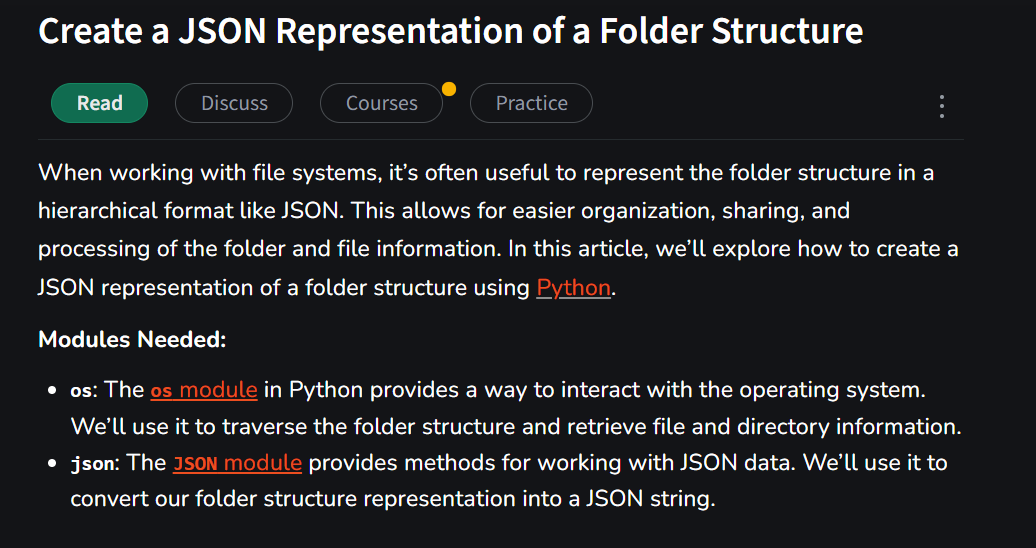 Create a JSON Representation of a Folder Structure
Read
Discuss
Courses
Practice
When working with file systems, it’s often useful to represent the folder structure in a
hierarchical format like JSON. This allows for easier organization, sharing, and
processing of the folder and file information. In this article, we’ll explore how to create a
JSON representation of a folder structure using Python.
Modules Needed:
os: The os module in Python provides a way to interact with the operating system.
We’ll use it to traverse the folder structure and retrieve file and directory information.
json: The JSON module provides methods for working with JSON data. We’ll use it to
convert our folder structure representation into a JSON string.